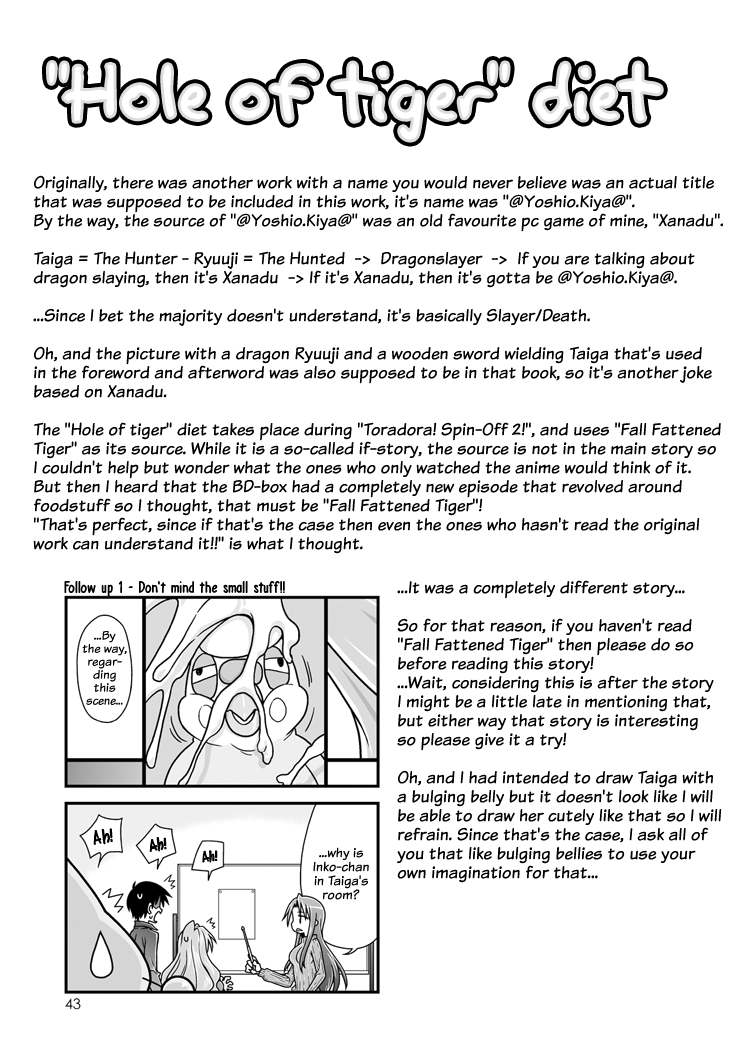 "Hole of tiger" diet
Originally, there was another work with a name you would never believe was an actual title
that was supposed to be included in this work, it's name was "@Yoshio.Kiya@".
By the way, the source of "@Yoshio.Kiya@" was an old favourite pc game of mine, "Xanadu".
Taiga = The Hunter - Ryuuji = The Hunted -> Dragonslayer -> If you are talking about
dragon slaying, then it's Xanadu -> If it's Xanadu, then it's gotta be @Yoshio.Kiya@.
...Since I bet the majority doesn't understand, it's basically Slayer/Death.
Oh, and the picture with a dragon Ryuuji and a wooden sword wielding Taiga that's used
in the foreword and afterword was also supposed to be in that book, so it's another joke
based on Xanadu.
The "Hole of tiger" diet takes place during "Toradora! Spin-Off 2!", and uses "Fall Fattened
Tiger" as its source. While it is a so-called if-story, the source is not in the main story so
I couldn't help but wonder what the ones who only watched the anime would think of it.
But then I heard that the BD-box had a completely new episode that revolved around
foodstuff so I thought, that must be "Fall Fattened Tiger"!
"That's perfect, since if that's the case then even the ones who hasn't read the original
work can understand it!!" is what I thought.
Follow up 1 - Don't mind the small stuff!!
...By
the way,
regar-
ding
this
scene...
Ah!
Ah!
Ah!
...why is
Inko-chan
in Taiga's
room?
...It was a completely different story...
So for that reason, if you haven't read
"Fall Fattened Tiger" then please do so
before reading this story!
...Wait, considering this is after the story
I might be a little late in mentioning that,
but either way that story is interesting
so please give it a try!
Oh, and I had intended to draw Taiga with
a bulging belly but it doesn't look like I will
be able to draw her cutely like that so I will
refrain. Since that's the case, I ask all of
you that like bulging bellies to use your
own imagination for that...
43